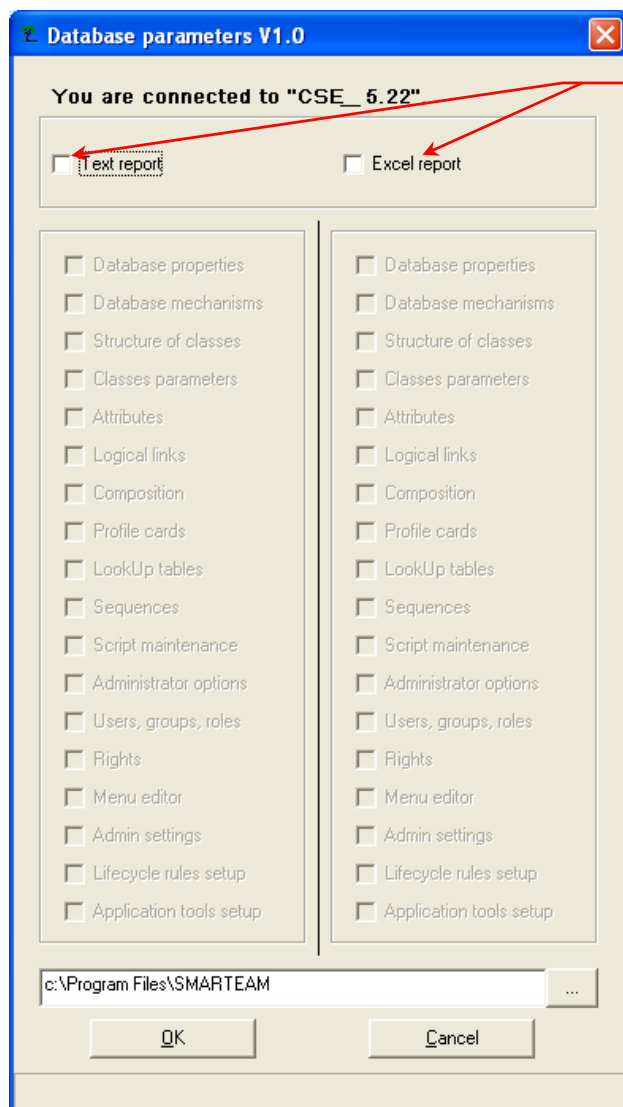 Database parameters V1.0
You are connected to "CSE_ 5.22".
Text report
Excel report
Database properties
Database mechanisms
Structure of classes
Classes parameters
Attributes
Logical links
Composition
Profile cards
LookUp tables
Sequences
Script maintenance
Administrator options
Users, groups, roles
Rights
Menu editor
Admin settings
Lifecycle rules setup
Application tools setup
Database properties
Database mechanisms
Structure of classes
Classes parameters
Attributes
Logical links
Composition
Profile cards
LookUp tables
Sequences
Script maintenance
Administrator options
Users, groups, roles
Rights
Menu editor
Admin settings
Lifecycle rules setup
Application tools setup
c:\Program Files\SMARTEAM
...
OK
Cancel